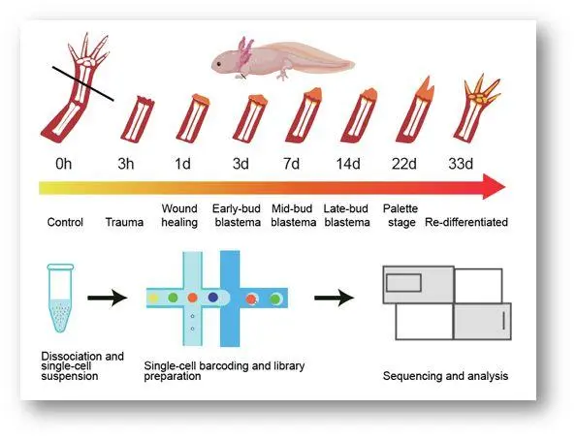 0h 3h 1d 3d 7d 14d 22d 33d
Control Trauma Wound healing Early-bud blastema Mid-bud blastema Late-bud blastema Palette stage Re-differentiated
Dissociation and
single-cell
suspension
Single-cell barcoding and library
preparation
Sequencing and analysis